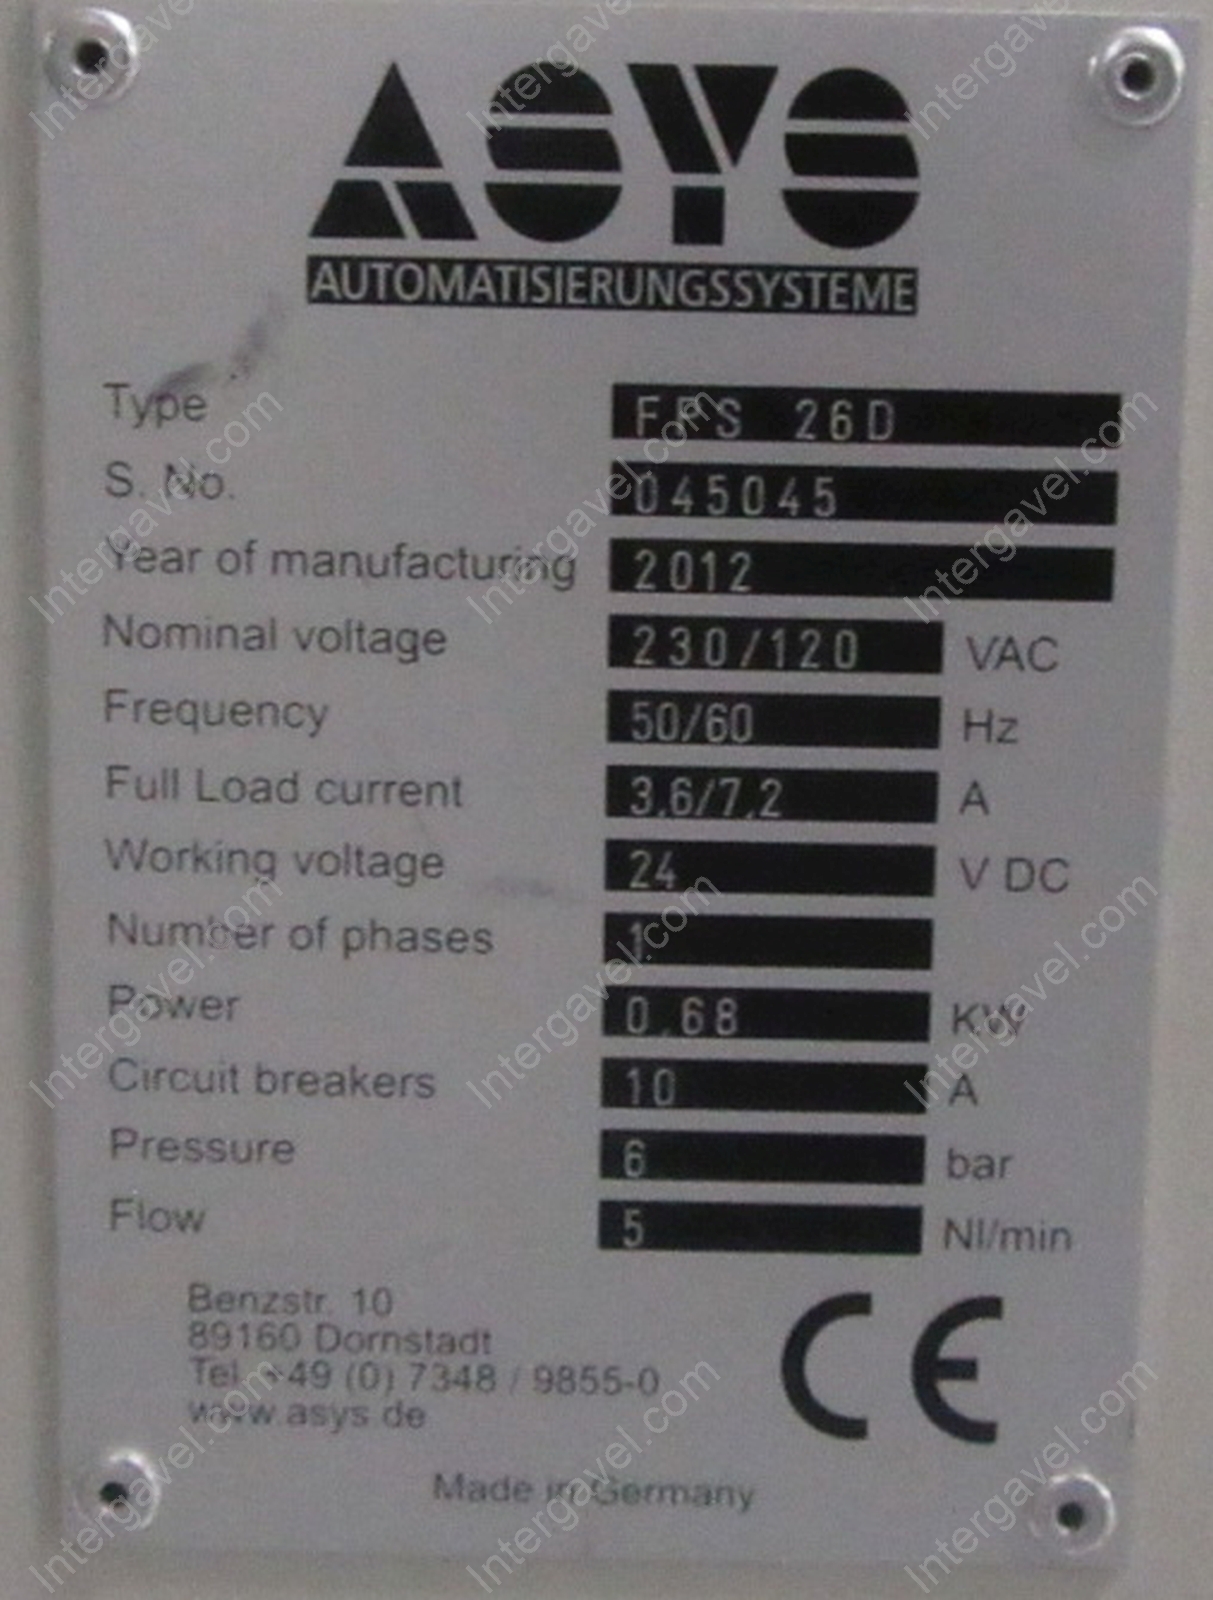 ASYS
AUTOMATISIERUNGSSYSTEME
Type FPS 26D
S. No. 045045
Year of manufacturing 2012
Nominal voltage 230/120 VAC
Frequency 50/60 Hz
Full Load current 3,6/7,2 A
Working voltage 24 V DC
Number of phases 1
Power 0.68 KW
Circuit breakers 10 A
Pressure 6 bar
Flow 5 Nl/min
Benzstr. 10
89160 Dornstadt
Tel. +49 (0) 7348 / 9855-0
www.asys.de
CE
Made in Germany
Intergavel.com